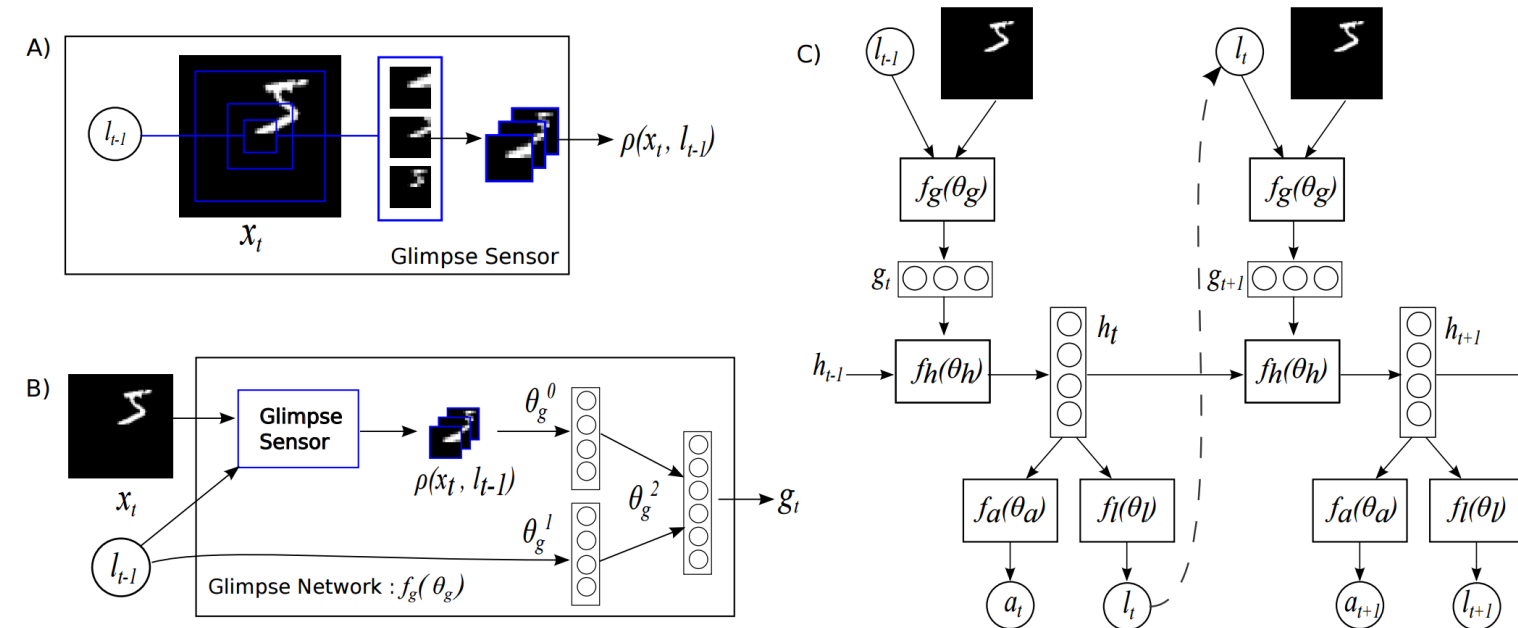 A)
l_{t-1}
x_t
ρ(x_t, l_{t-1})
Glimpse Sensor
B)
x_t
l_{t-1}
Glimpse
Sensor
ρ(x_t, l_{t-1})
θ_g^0
θ_g^1
θ_g^2
g_t
Glimpse Network : f_g( θ_g)
C)
l_{t-1}
l_t
f_g(θ_g)
f_g(θ_g)
g_t
g_{t+1}
h_{t-1}
f_h(θ_h)
h_t
f_h(θ_h)
h_{t+1}
f_a(θ_a)
f_l(θ_l)
f_a(θ_a)
f_l(θ_l)
a_t
l_t
a_{t+1}
l_{t+1}